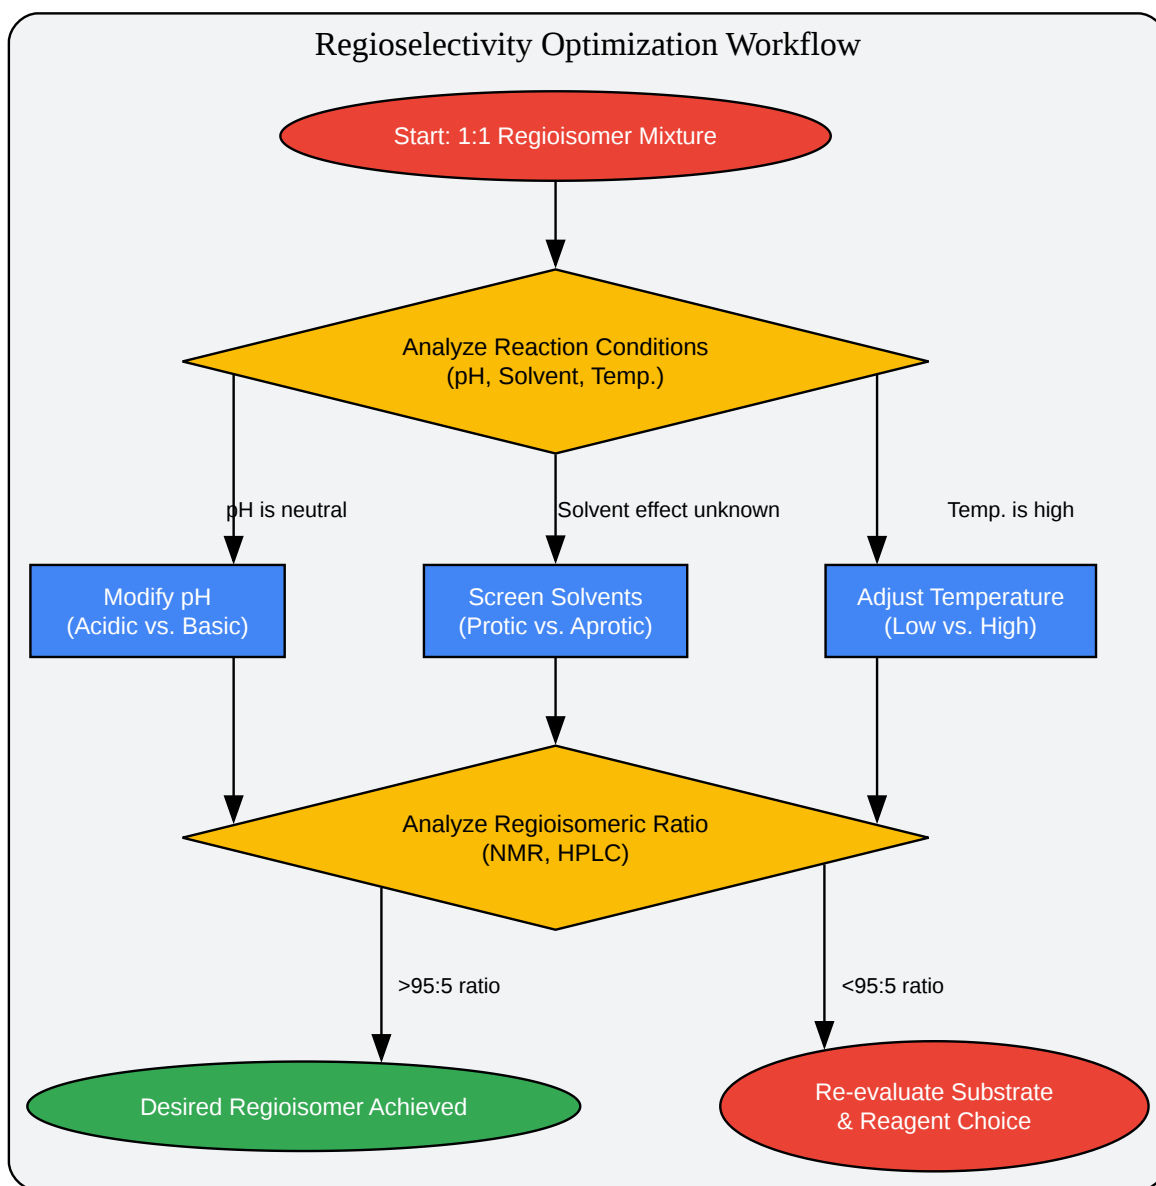 Regioselectivity Optimization Workflow
Start: 1:1 Regioisomer Mixture
Analyze Reaction Conditions
(pH, Solvent, Temp.)
pH is neutral
Solvent effect unknown
Temp. is high
Modify pH
(Acidic vs. Basic)
Screen Solvents
(Protic vs. Aprotic)
Adjust Temperature
(Low vs. High)
Analyze Regioisomeric Ratio
(NMR, HPLC)
>95:5 ratio
<95:5 ratio
Desired Regioisomer Achieved
Re-evaluate Substrate
& Reagent Choice